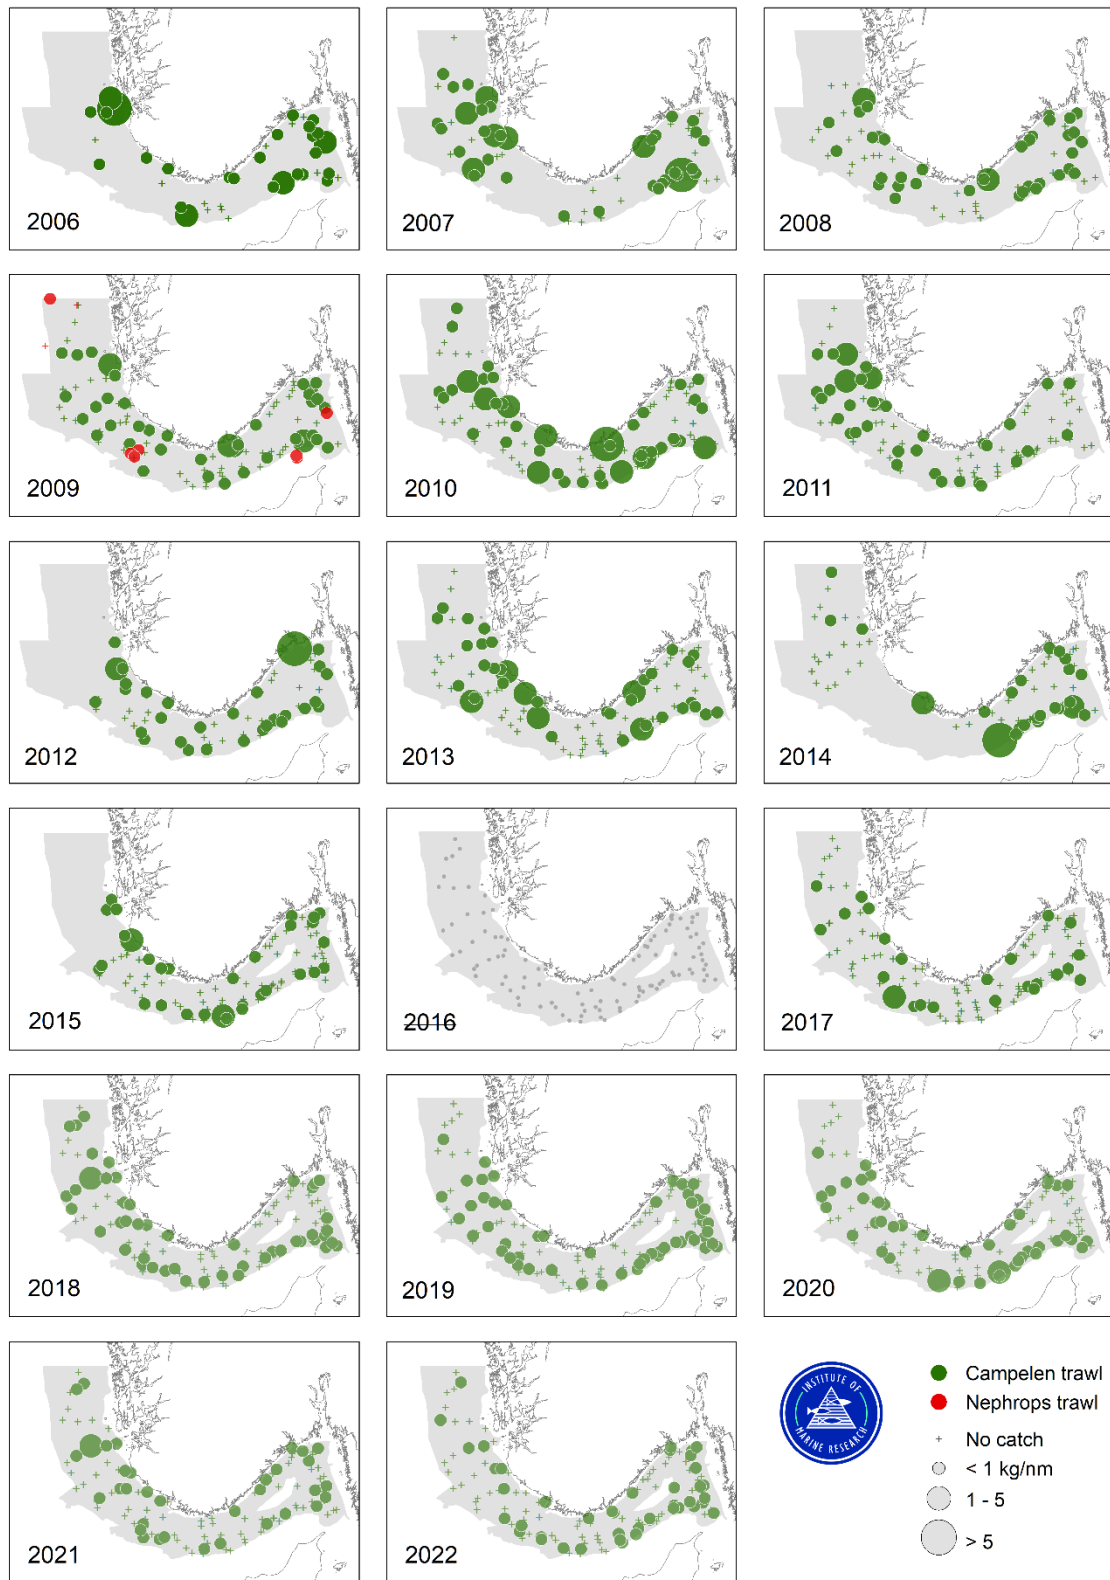 2006
2007
2008
2009
2010
2011
2012
2013
2014
2015
2016
2017
2018
2019
2020
2021
2022
INSTITUTE OF
MARINE RESEARCH
Campelen trawl
Nephrops trawl
No catch
< 1 kg/nm
1 - 5
> 5